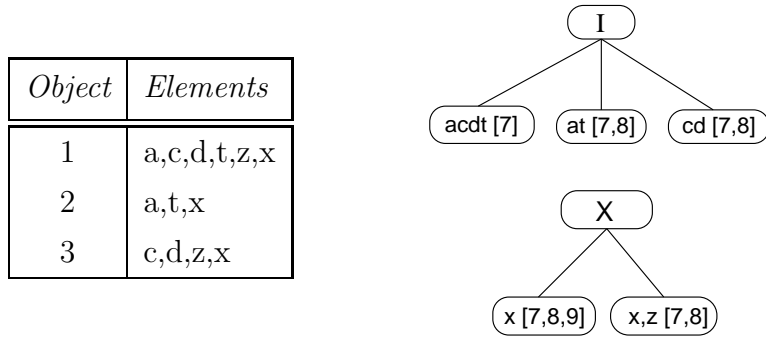 Object Elements
1 a,c,d,t,z,x
2 a,t,x
3 c,d,z,x
I
acdt [7] at [7,8] cd [7,8]
X
x [7,8,9] x,z [7,8]